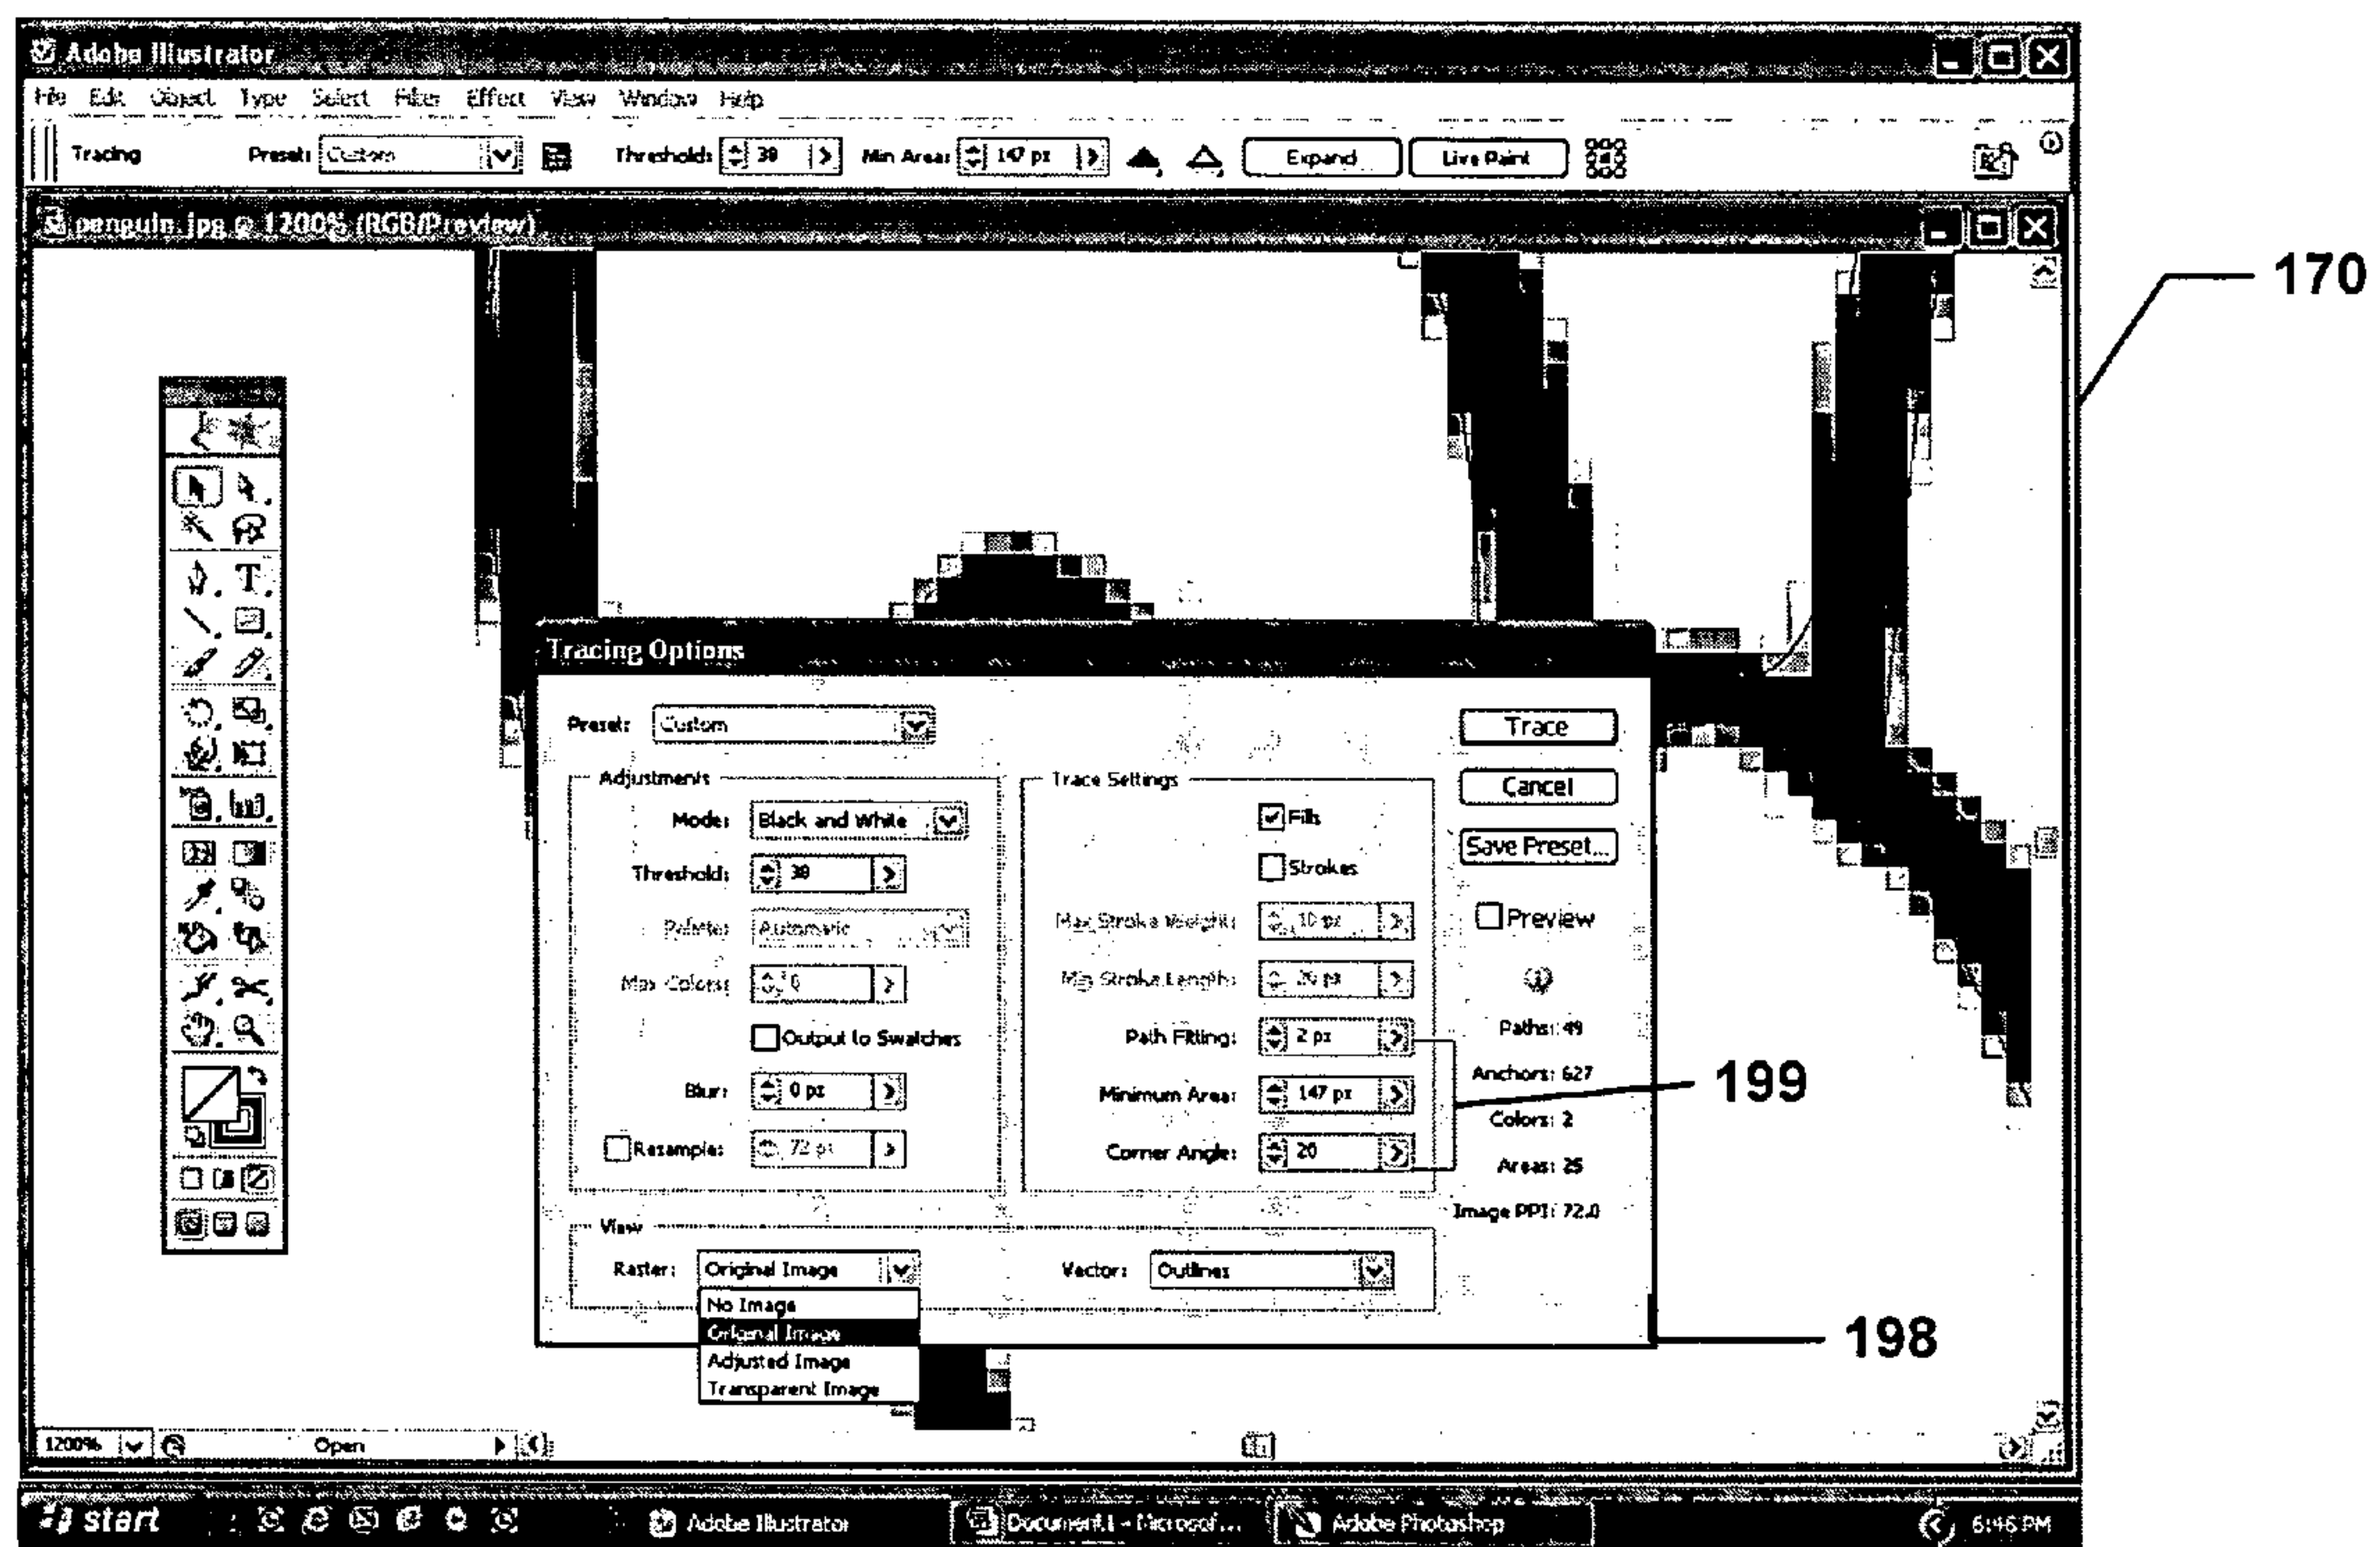 Adobe Illustrator
File Edit Object Type Select Filter Effect View Window Help
Tracing Preset: Custom Threshold: 38 Min Area: 147 px Expand Live Paint
penguin.jpg @ 1200% (RGB/Preview)
170
Tracing Options
Preset: Custom Trace
Adjustments Trace Settings Cancel
Mode: Black and White Fills
Threshold: 38 Strokes Save Preset...
Palette: Automatic Max Stroke Weight: 10 px Preview
Max Colors: 6 Min Stroke Length: 20 px
Output to Swatches Path Fitting: 2 px Paths: 49
Blur: 0 px Minimum Area: 147 px Anchors: 627
199
Colors: 2
Resample: 72 px Corner Angle: 20 Areas: 25
View Image PPI: 72.0
Raster: Original Image Vector: Outlines
No Image
Original Image
198
Adjusted Image
Transparent Image
1200% Open
start Adobe Illustrator Document1 - Microsof... Adobe Photoshop 6:46 PM